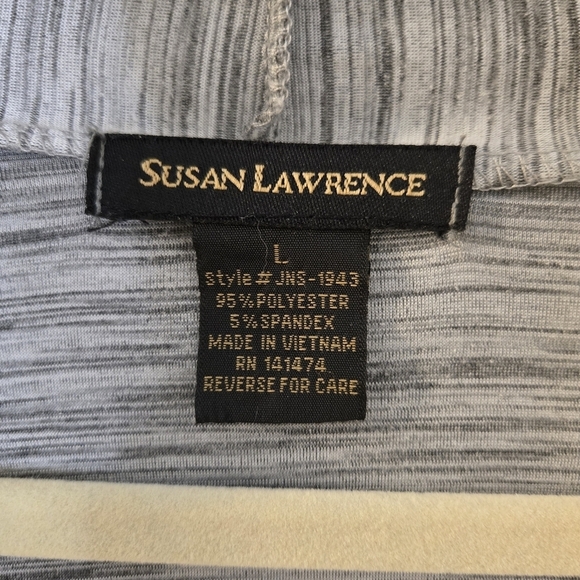 SUSAN LAWRENCE
L
Style # JNS-1943
95% POLYESTER
5% SPANDEX
MADE IN VIETNAM
RN 141474
REVERSE FOR CARE